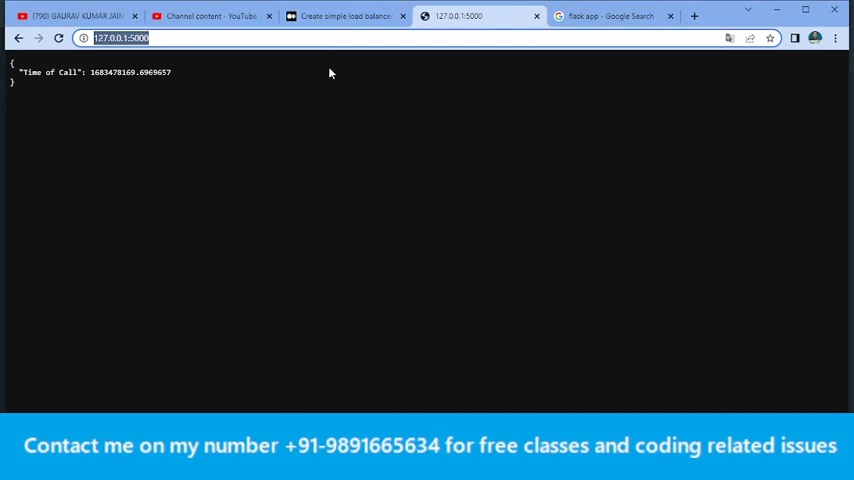 (790) GAURAV KUMAR JAIN
Channel content - YouTube
Create simple load balancer
127.0.0.1:5000
flask app - Google Search
127.0.0.1:5000
{
"Time of Call": 1683478169.6969657
}
Contact me on my number +91-9891665634 for free classes and coding related issues